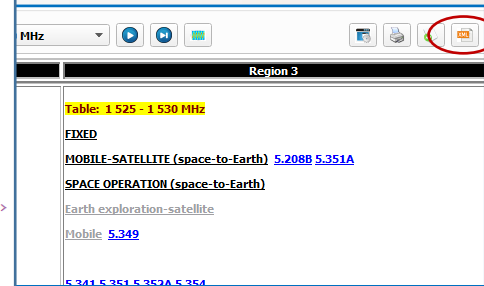 MHz
XML
Region 3
Table: 1 525 - 1 530 MHz
FIXED
MOBILE-SATELLITE (space-to-Earth) 5.208B 5.351A
SPACE OPERATION (space-to-Earth)
Earth exploration-satellite
Mobile 5.349
5.341 5.351 5.352A 5.354